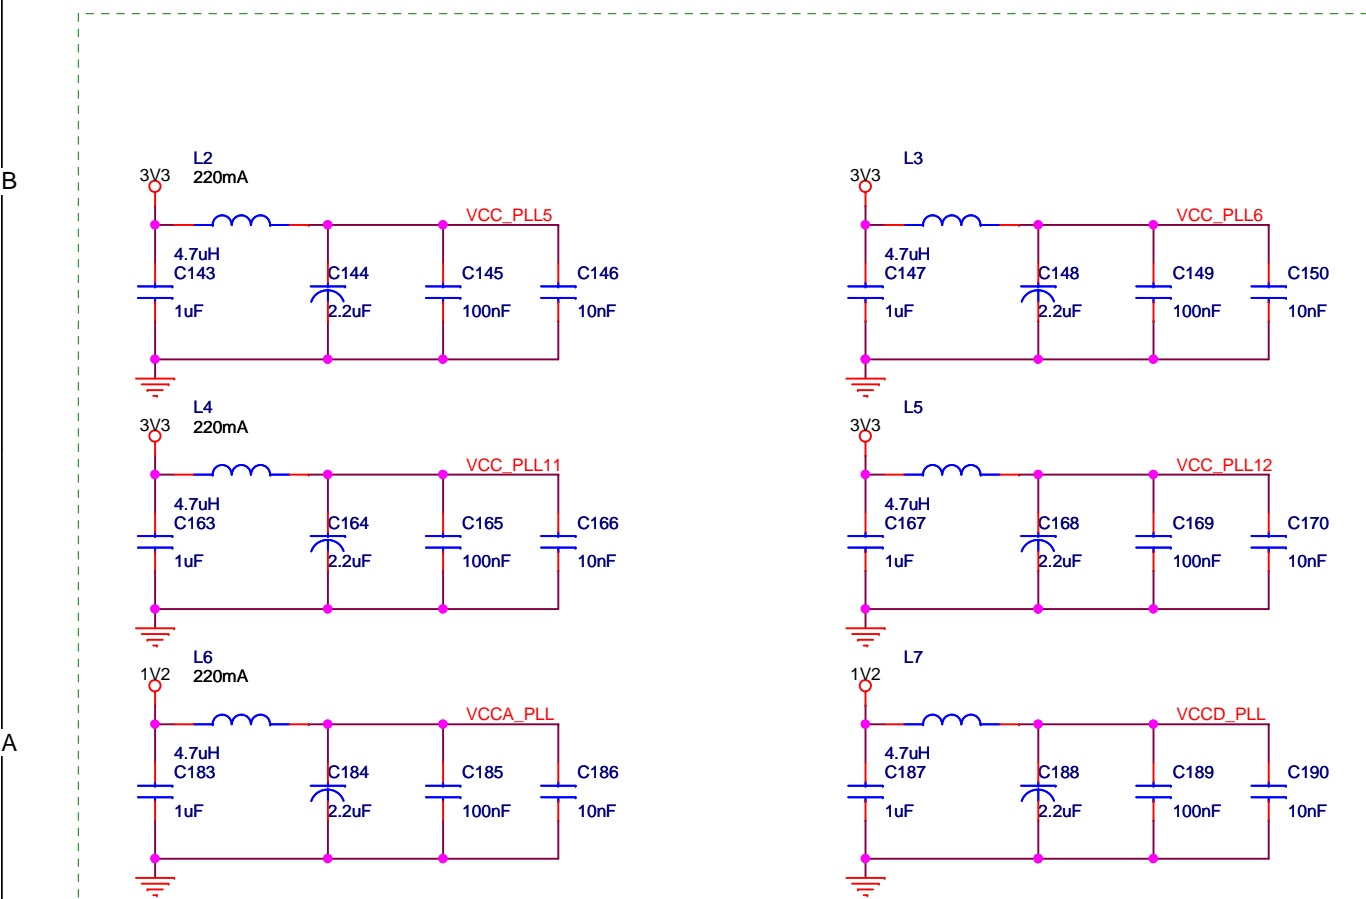 B
A
L2
3V3
220mA
VCC_PLL5
4.7uH
C143
C144
C145
C146
1uF
2.2uF
100nF
10nF
L3
3V3
VCC_PLL6
4.7uH
C147
C148
C149
C150
1uF
2.2uF
100nF
10nF
L4
3V3
220mA
VCC_PLL11
4.7uH
C163
C164
C165
C166
1uF
2.2uF
100nF
10nF
L5
3V3
VCC_PLL12
4.7uH
C167
C168
C169
C170
1uF
2.2uF
100nF
10nF
L6
1V2
220mA
VCCA_PLL
4.7uH
C183
C184
C185
C186
1uF
2.2uF
100nF
10nF
L7
1V2
VCCD_PLL
4.7uH
C187
C188
C189
C190
1uF
2.2uF
100nF
10nF